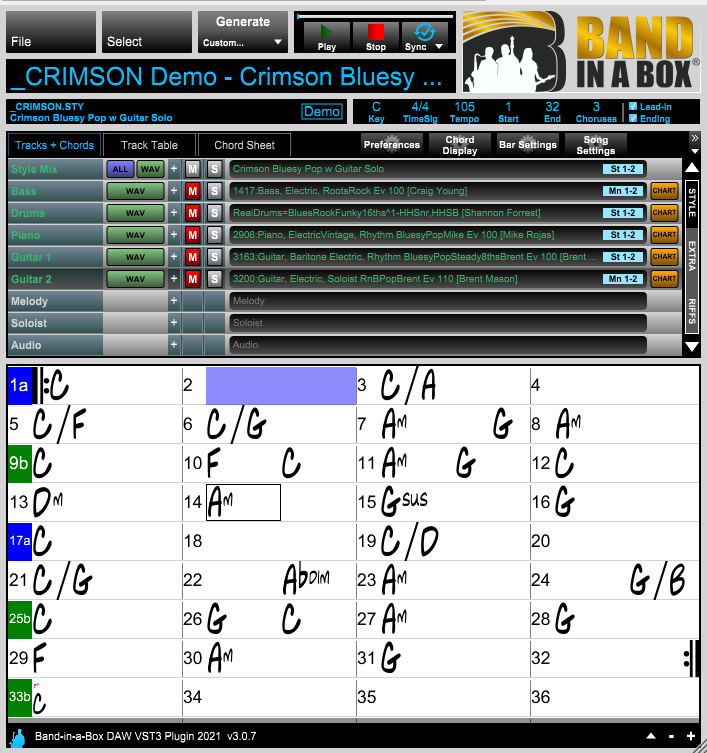 File Select Generate Custom... Play Stop Sync BAND IN A BOX®
_CRIMSON Demo - Crimson Bluesy ...
_CRIMSON.STY
Crimson Bluesy Pop w Guitar Solo
Demo
C 4/4 105 1 32 3 Lead-in
Key TimeSig Tempo Start End Choruses Ending
Tracks + Chords Track Table Chord Sheet Preferences Chord Display Bar Settings Song Settings »
Style Mix ALL WAV + M S Crimson Bluesy Pop w Guitar Solo St 1-2
Bass WAV + M S 1417:Bass, Electric, RootsRock Ev 100 [Craig Young] Mn 1-2 CHART
Drums WAV + M S RealDrums=BluesRockFunky16ths^1-HHSnr,HHSB [Shannon Forrest] St 1-2
Piano WAV + M S 2906:Piano, ElectricVintage, Rhythm BluesyPopMike Ev 100 [Mike Rojas] St 1-2 CHART
Guitar 1 WAV + M S 3163:Guitar, Baritone Electric, Rhythm BluesyPopSteady8thsBrent Ev 100 [Brent ... St 1-2 CHART
Guitar 2 WAV + M S 3200:Guitar, Electric, Soloist RnBPopBrent Ev 110 [Brent Mason] Mn 1-2 CHART
Melody + Melody
Soloist + Soloist
Audio + Audio
STYLE
EXTRA
RIFFS
1a C 2 3 C/A 4
5 C/F 6 C/G 7 Am G 8 Am
9b C 10 F C 11 Am G 12 C
13 Dm 14 Am 15 Gsus 16 G
17a C 18 19 C/D 20
21 C/G 22 Abdim 23 Am 24 G/B
25b C 26 G C 27 Am 28 G
29 F 30 Am 31 G 32
33b C 34 35 36
Band-in-a-Box DAW VST3 Plugin 2021 v3.0.7 - +